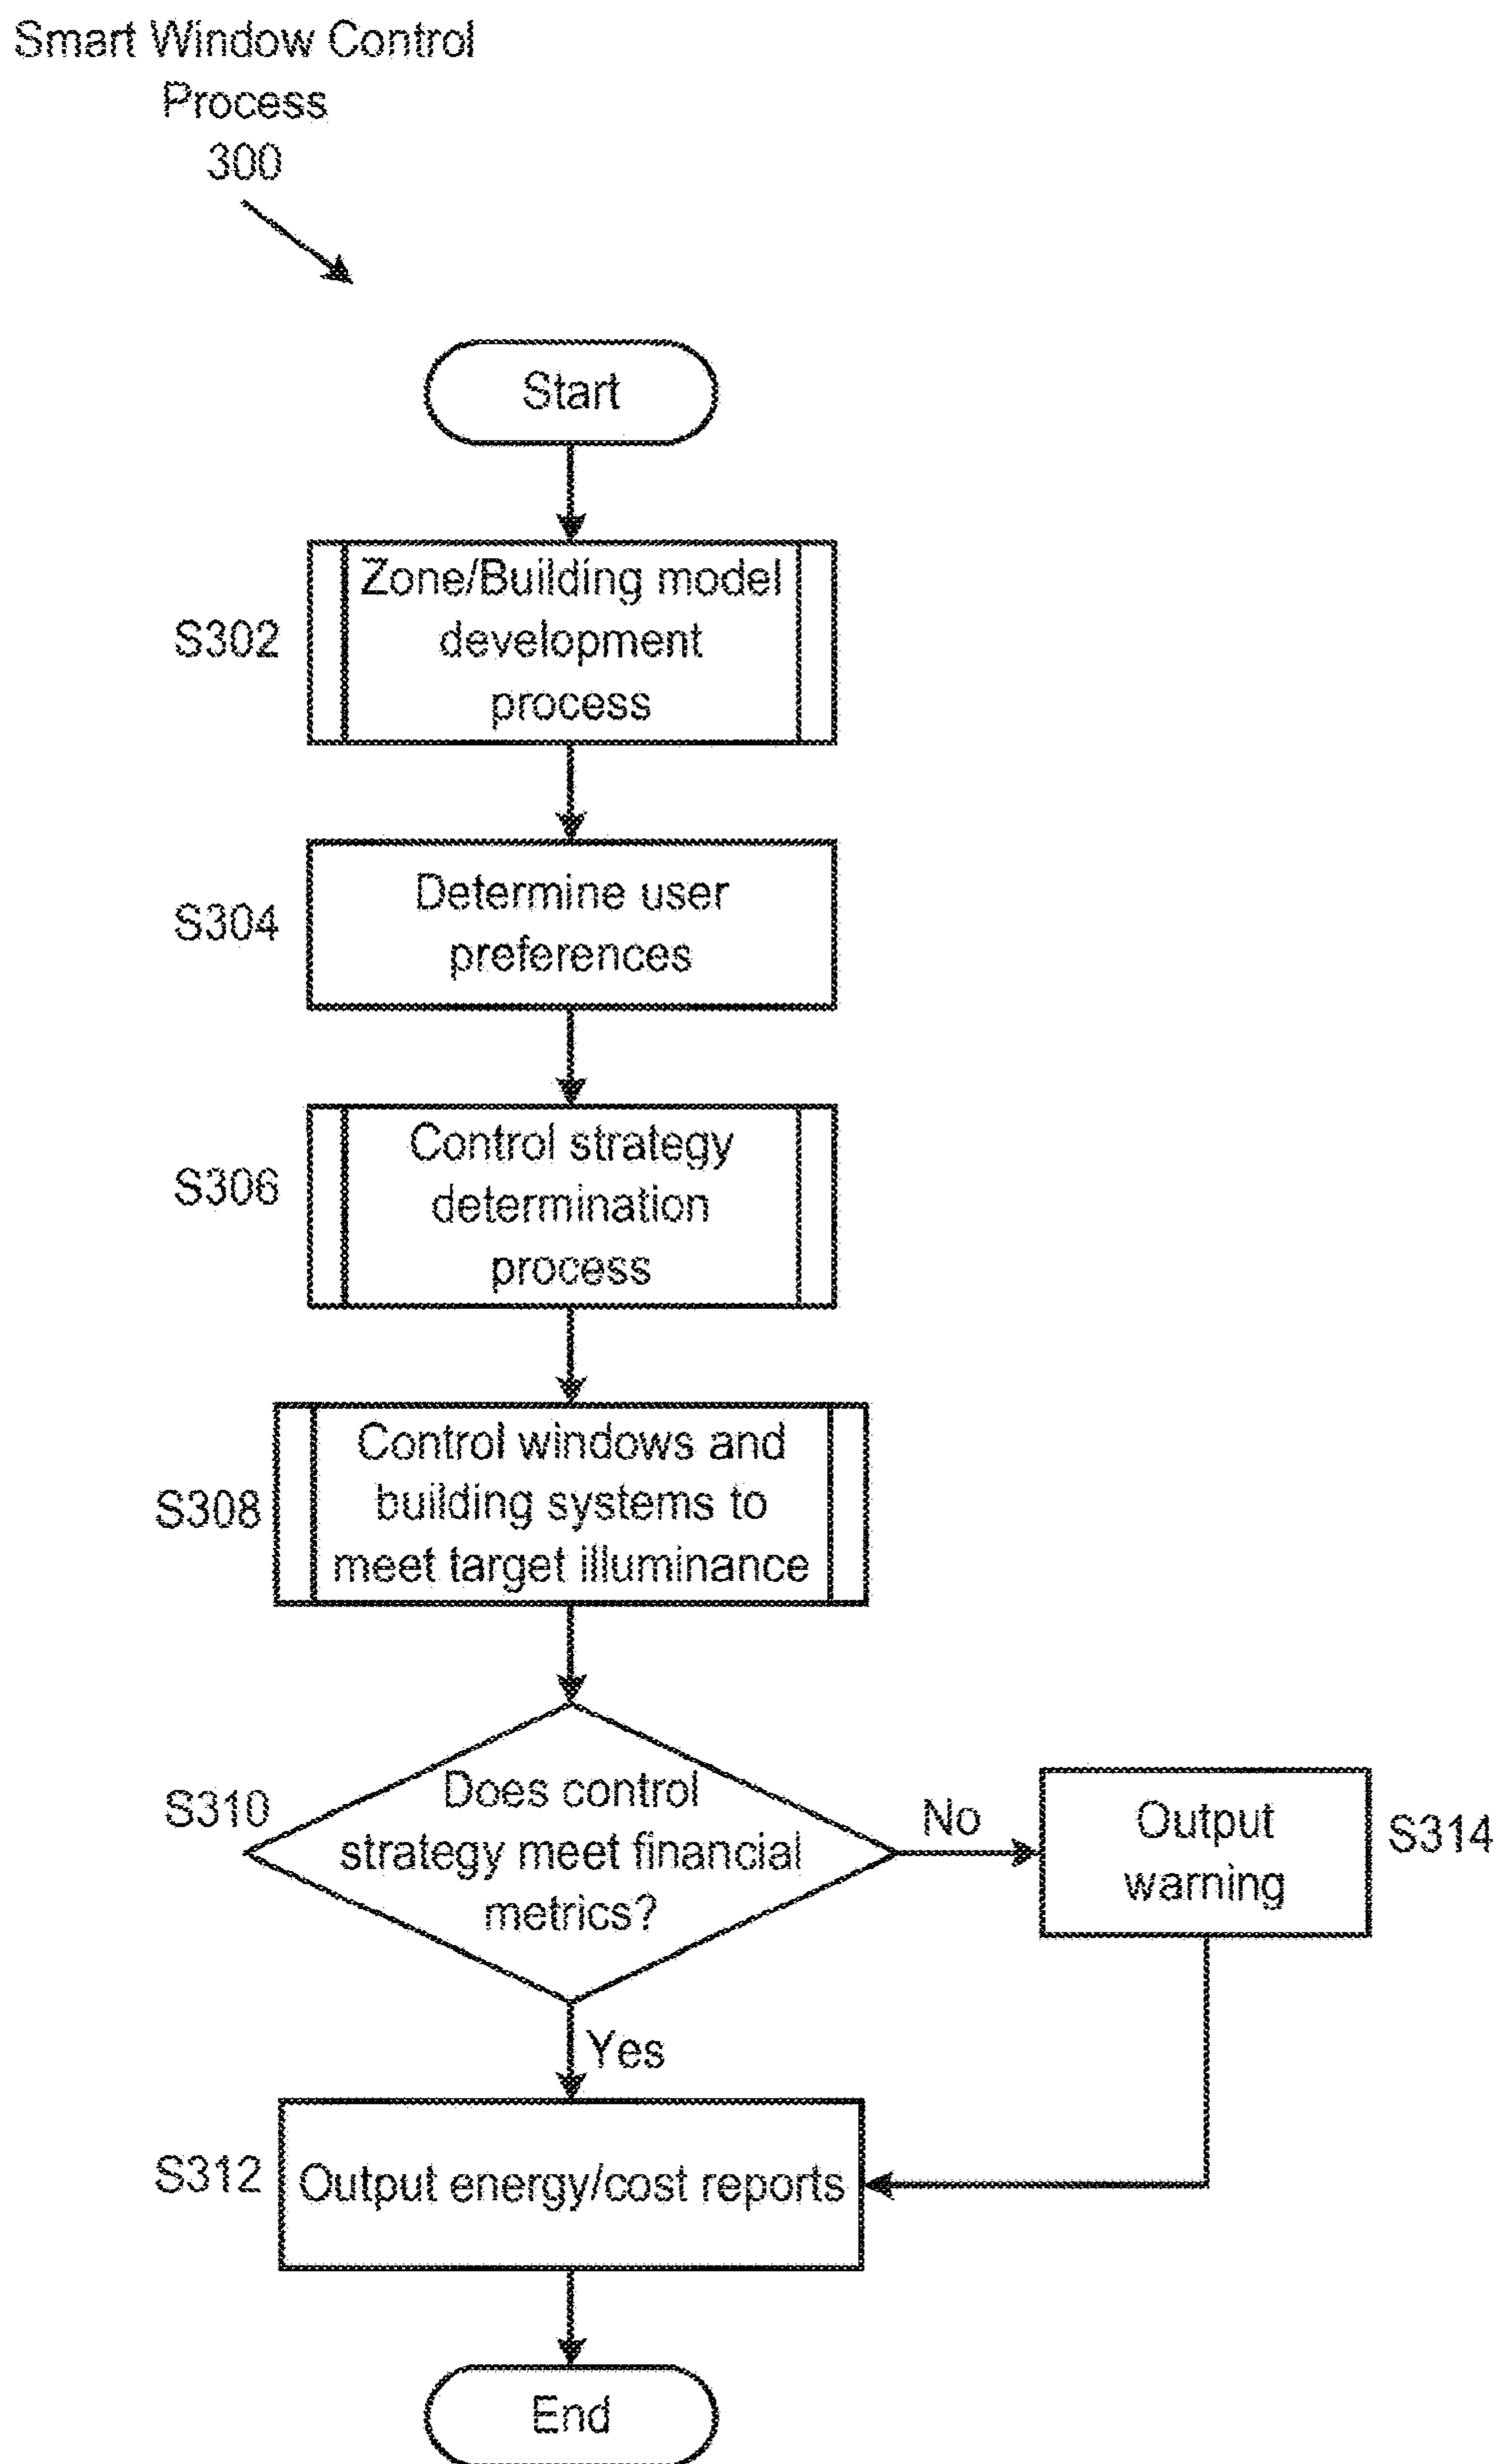 Smart Window Control
Process
300
Start
S302
Zone/Building model
development
process
S304
Determine user
preferences
S306
Control strategy
determination
process
S308
Control windows and
building systems to
meet target illuminance
S310
Does control
strategy meet financial
metrics?
No
Output
warning
S314
Yes
S312
Output energy/cost reports
End